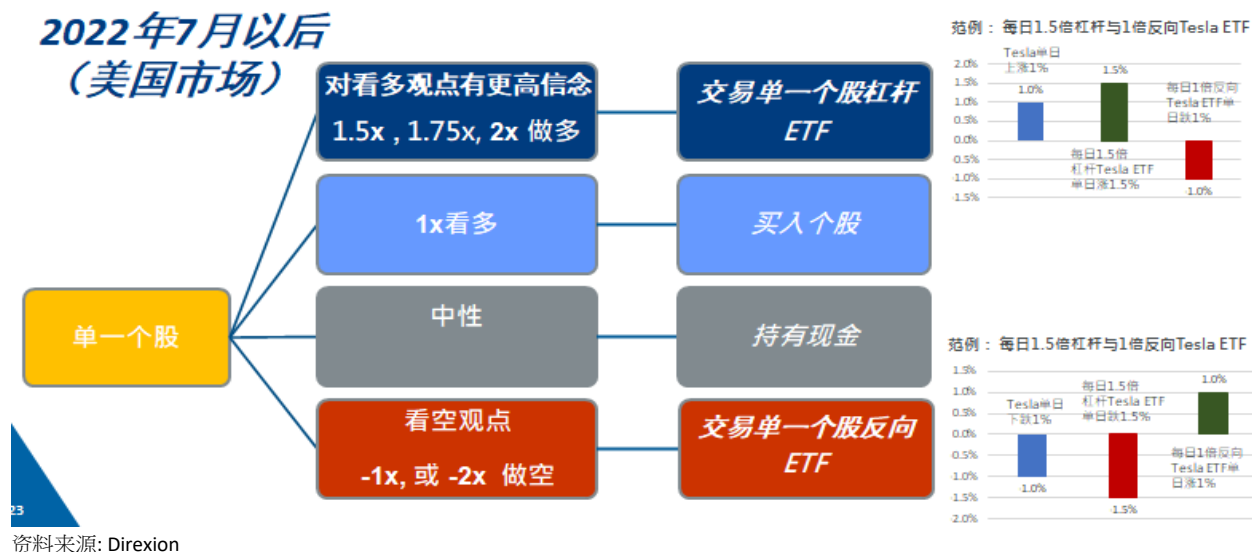 2022年7月以后
（美国市场）
单一个股
对看多观点有更高信念
1.5x , 1.75x, 2x 做多
交易单一个股杠杆
ETF
1x看多
买入个股
中性
持有现金
看空观点
-1x, 或 -2x 做空
交易单一个股反向
ETF
范例： 每日1.5倍杠杆与1倍反向Tesla ETF
2.0%
1.5%
1.0%
0.5%
0.0%
0.5%
1.0%
1.5%
Tesla单日
上涨1%
1.0%
1.5%
每日1.5倍
杠杆Tesla ETF
单日涨1.5%
每日1倍反向
Tesla ETF单
日跌1%
1.0%
范例： 每日1.5倍杠杆与1倍反向Tesla ETF
1.5%
1.0%
0.5%
0.0%
0.5%
1.0%
1.5%
2.0%
Tesla单日
下跌1%
1.0%
每日1.5倍
杠杆Tesla ETF
单日跌1.5%
1.5%
1.0%
每日1倍反向
Tesla ETF单
日涨1%
23
资料来源: Direxion